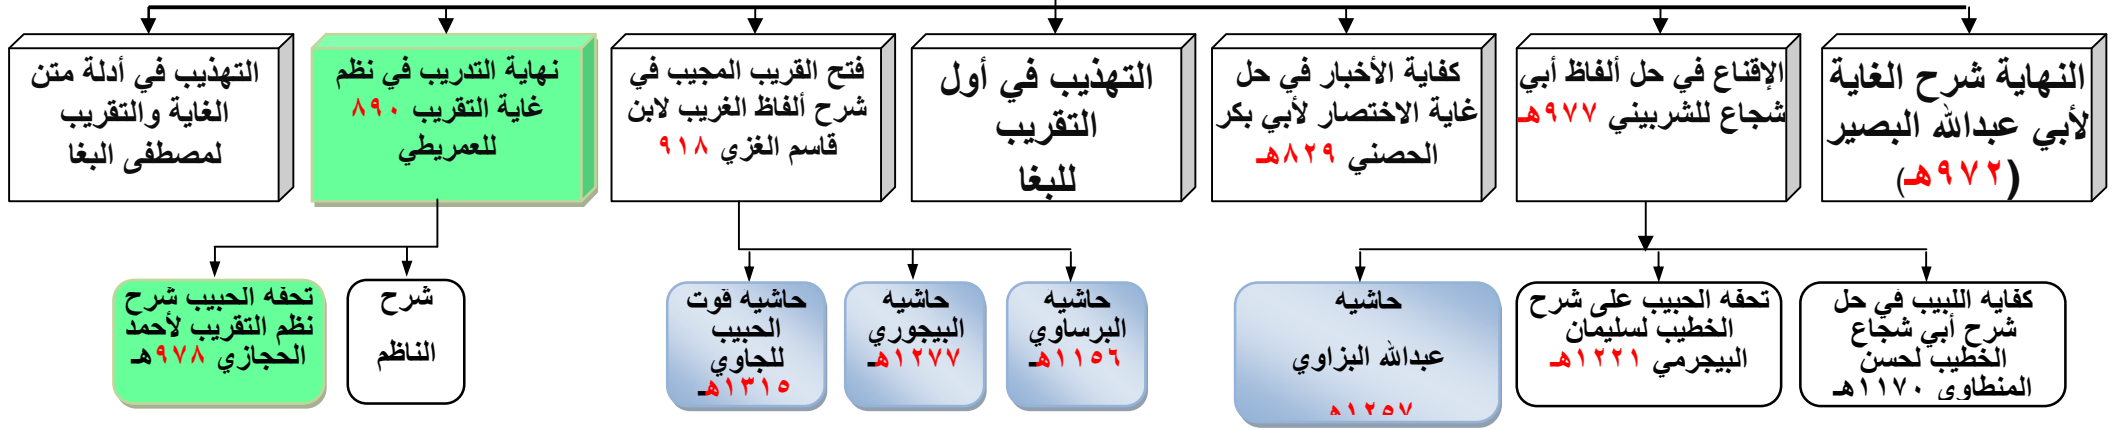 النهاية شرح الغاية
لأبي عبدالله البصير
(٩٧٢هـ)
الإقناع في حل ألفاظ أبي
شجاع للشربيني ٩٧٧هـ
كفاية الأخبار في حل
غاية الاختصار لأبي بكر
الحصني ٨٢٩هـ
التهذيب في أول
التقريب
للبغا
فتح القريب المجيب في
شرح ألفاظ الغريب لابن
قاسم الغزي ٩١٨
نهاية التدريب في نظم
غاية التقريب ٨٩٠
للعمريطي
التهذيب في أدلة متن
الغاية والتقريب
لمصطفى البغا
كفايه اللبيب في حل
شرح أبي شجاع
الخطيب لحسن
المنطاوي ١١٧٠هـ
تحفه الحبيب على شرح
الخطيب لسليمان
البيجرمي ١٢٢١هـ
حاشيه
عبدالله البزاوي
١٢٥٧هـ
حاشيه
البرساوي
١١٥٦هـ
حاشيه
البيجوري
١٢٧٧هـ
حاشيه قوت
الحبيب
للجاوي
١٣١٥هـ
شرح
الناظم
تحفه الحبيب شرح
نظم التقريب لأحمد
الحجازي ٩٧٨هـ